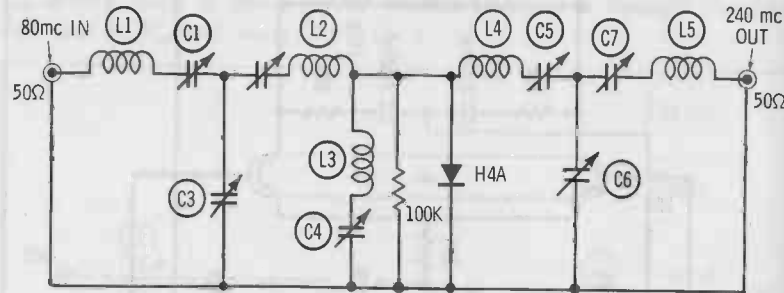 L1
C1
L2
L4
C5
C7
L5
80mc IN
240 mc
OUT
50Ω
50Ω
L3
H4A
C3
C4
100K
C6